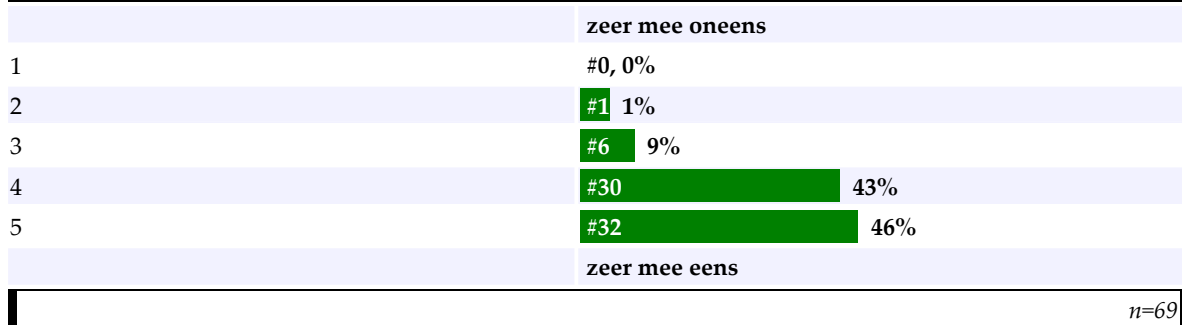 zeer mee oneens
1 #0, 0%
2 #1 1%
3 #6 9%
4 #30 43%
5 #32 46%
zeer mee eens
n=69